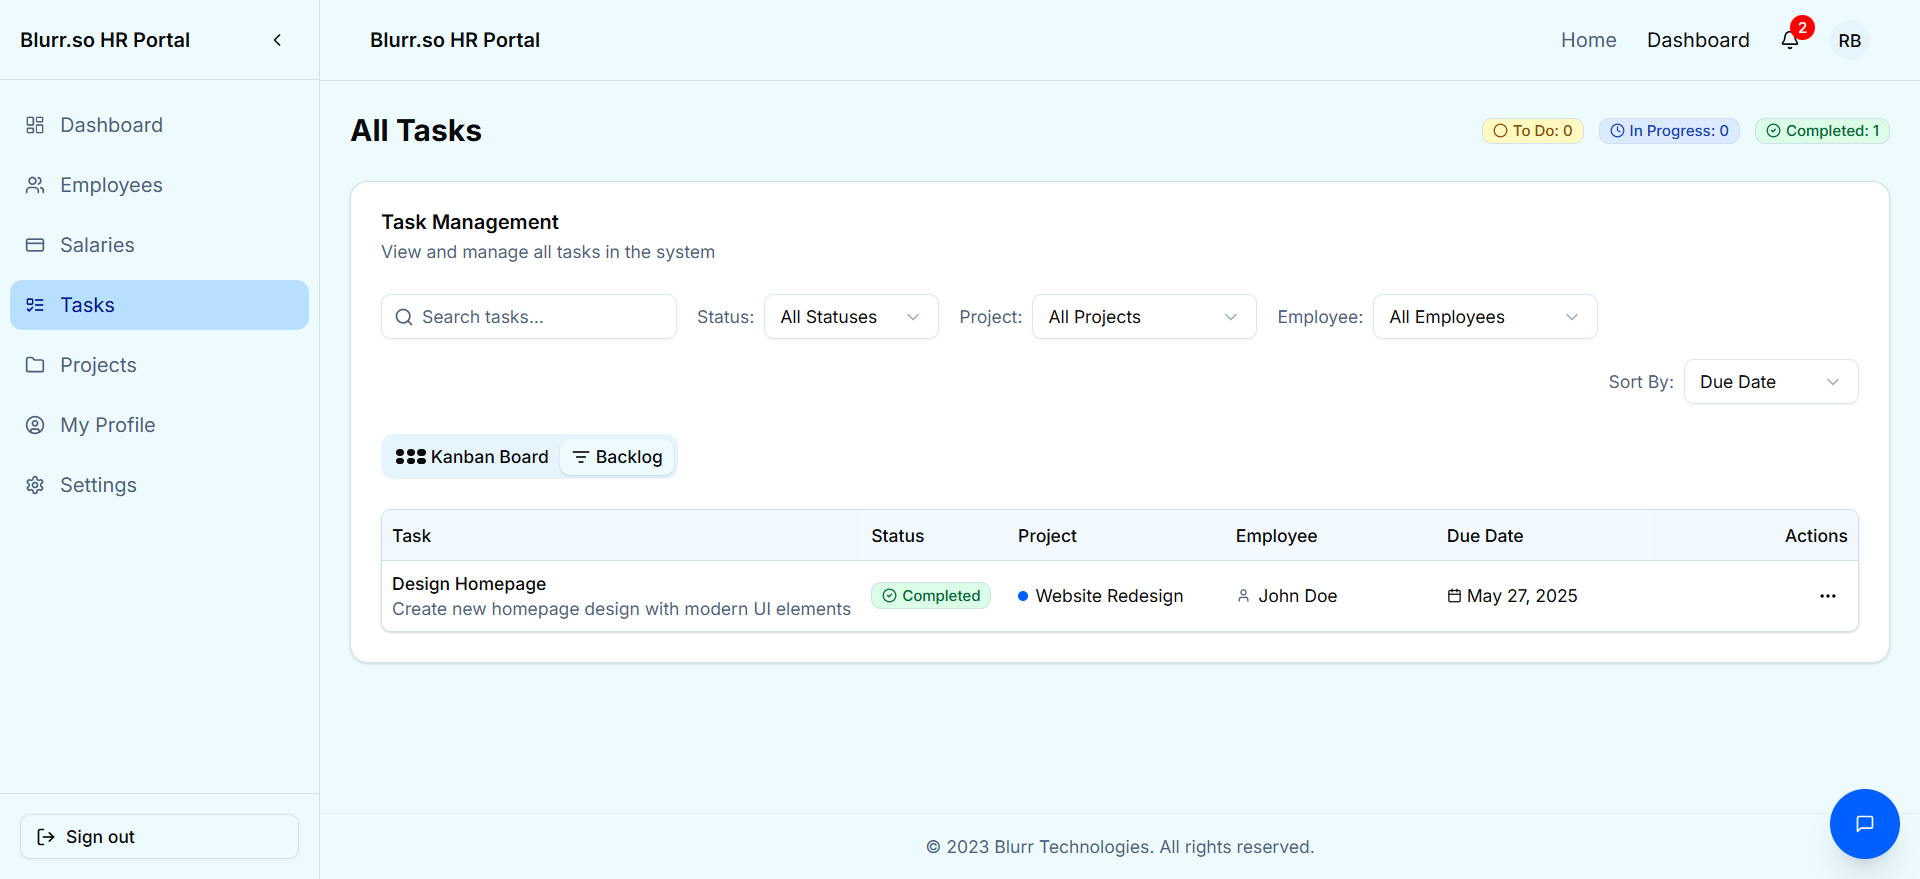 Blurr.so HR Portal
Blurr.so HR Portal
Home
Dashboard
2
RB
Dashboard
Employees
Salaries
Tasks
Projects
My Profile
Settings
Sign out
All Tasks
To Do: 0
In Progress: 0
Completed: 1
Task Management
View and manage all tasks in the system
Search tasks...
Status:
All Statuses
Project:
All Projects
Employee:
All Employees
Sort By:
Due Date
Kanban Board
Backlog
Task Status Project Employee Due Date Actions
Design Homepage
Create new homepage design with modern UI elements
Completed
Website Redesign
John Doe
May 27, 2025
© 2023 Blurr Technologies. All rights reserved.